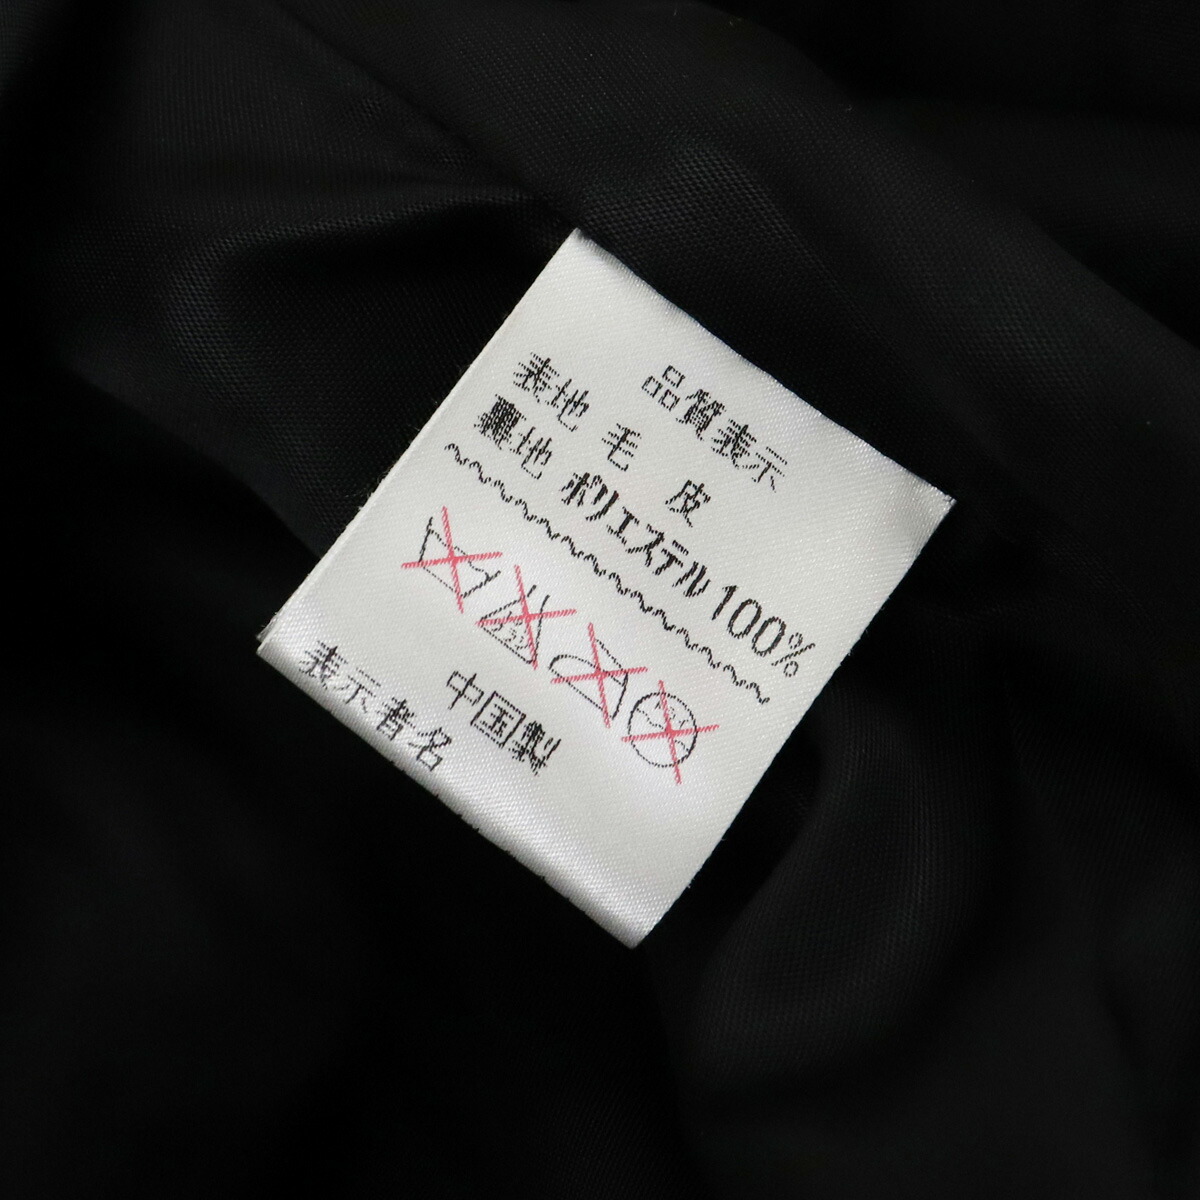 品質表示
表地 毛 皮
裏地 ポリエステル100%
中国製
表示者名